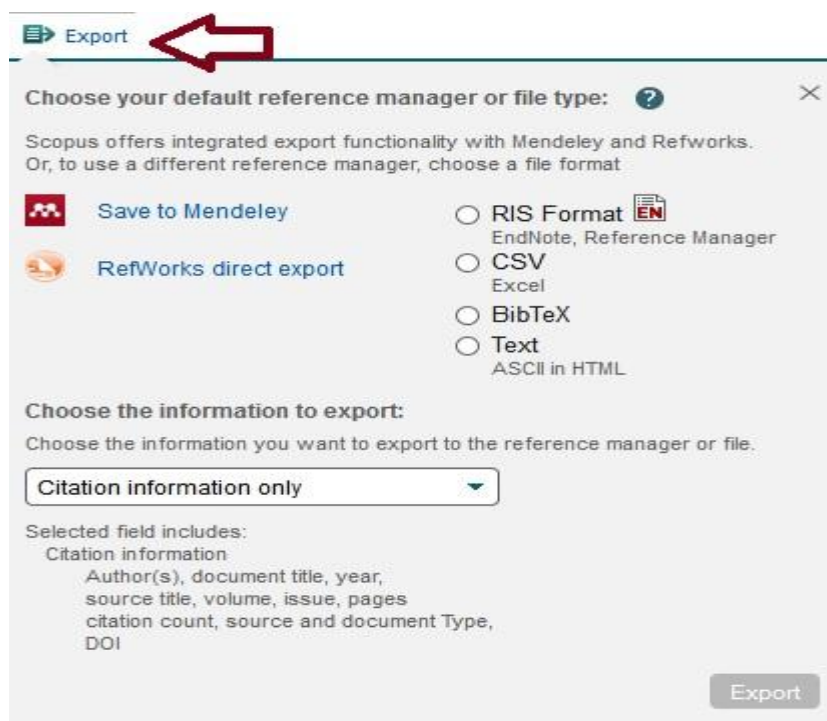 Export
Choose your default reference manager or file type:
Scopus offers integrated export functionality with Mendeley and Refworks.
Or, to use a different reference manager, choose a file format
Save to Mendeley
RefWorks direct export
RIS Format EN
EndNote, Reference Manager
CSV
Excel
BibTeX
Text
ASCII in HTML
Choose the information to export:
Choose the information you want to export to the reference manager or file.
Citation information only
Selected field includes:
Citation information
Author(s), document title, year,
source title, volume, issue, pages
citation count, source and document Type,
DOI
Export